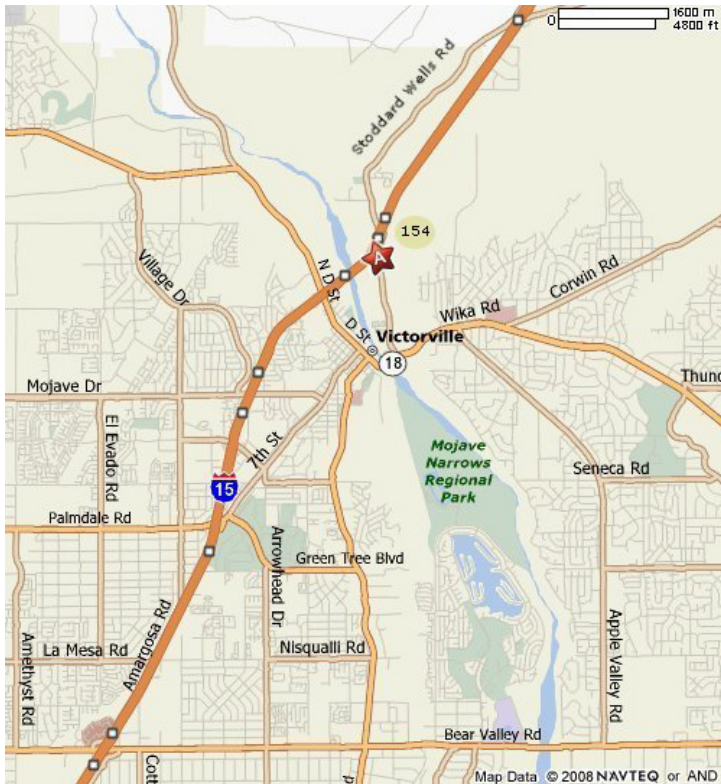 0
1600 m
4800 ft
Stoddard Wells Rd
154
A
Village Dr
N D St
Corwin Rd
Wika Rd
D St
Victorville
18
Mojave Dr
El Evado Rd
7th St
Mojave
Narrows
Regional
Park
Seneca Rd
15
Palmdale Rd
Arrowhead Dr
Green Tree Blvd
Amargosa Rd
Apple Valley Rd
Amethyst Rd
La Mesa Rd
Nisqualli Rd
Bear Valley Rd
Cott
Map Data © 2008 NAVTEQ or AND